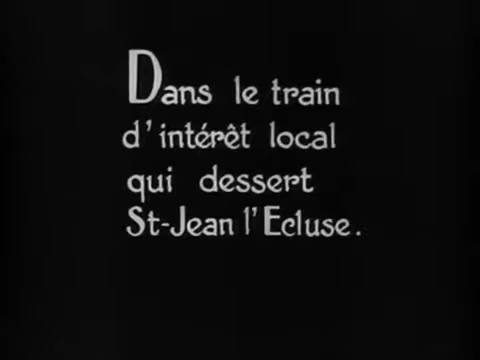 Dans le train
d'intérêt local
qui dessert
St-Jean l'Ecluse.